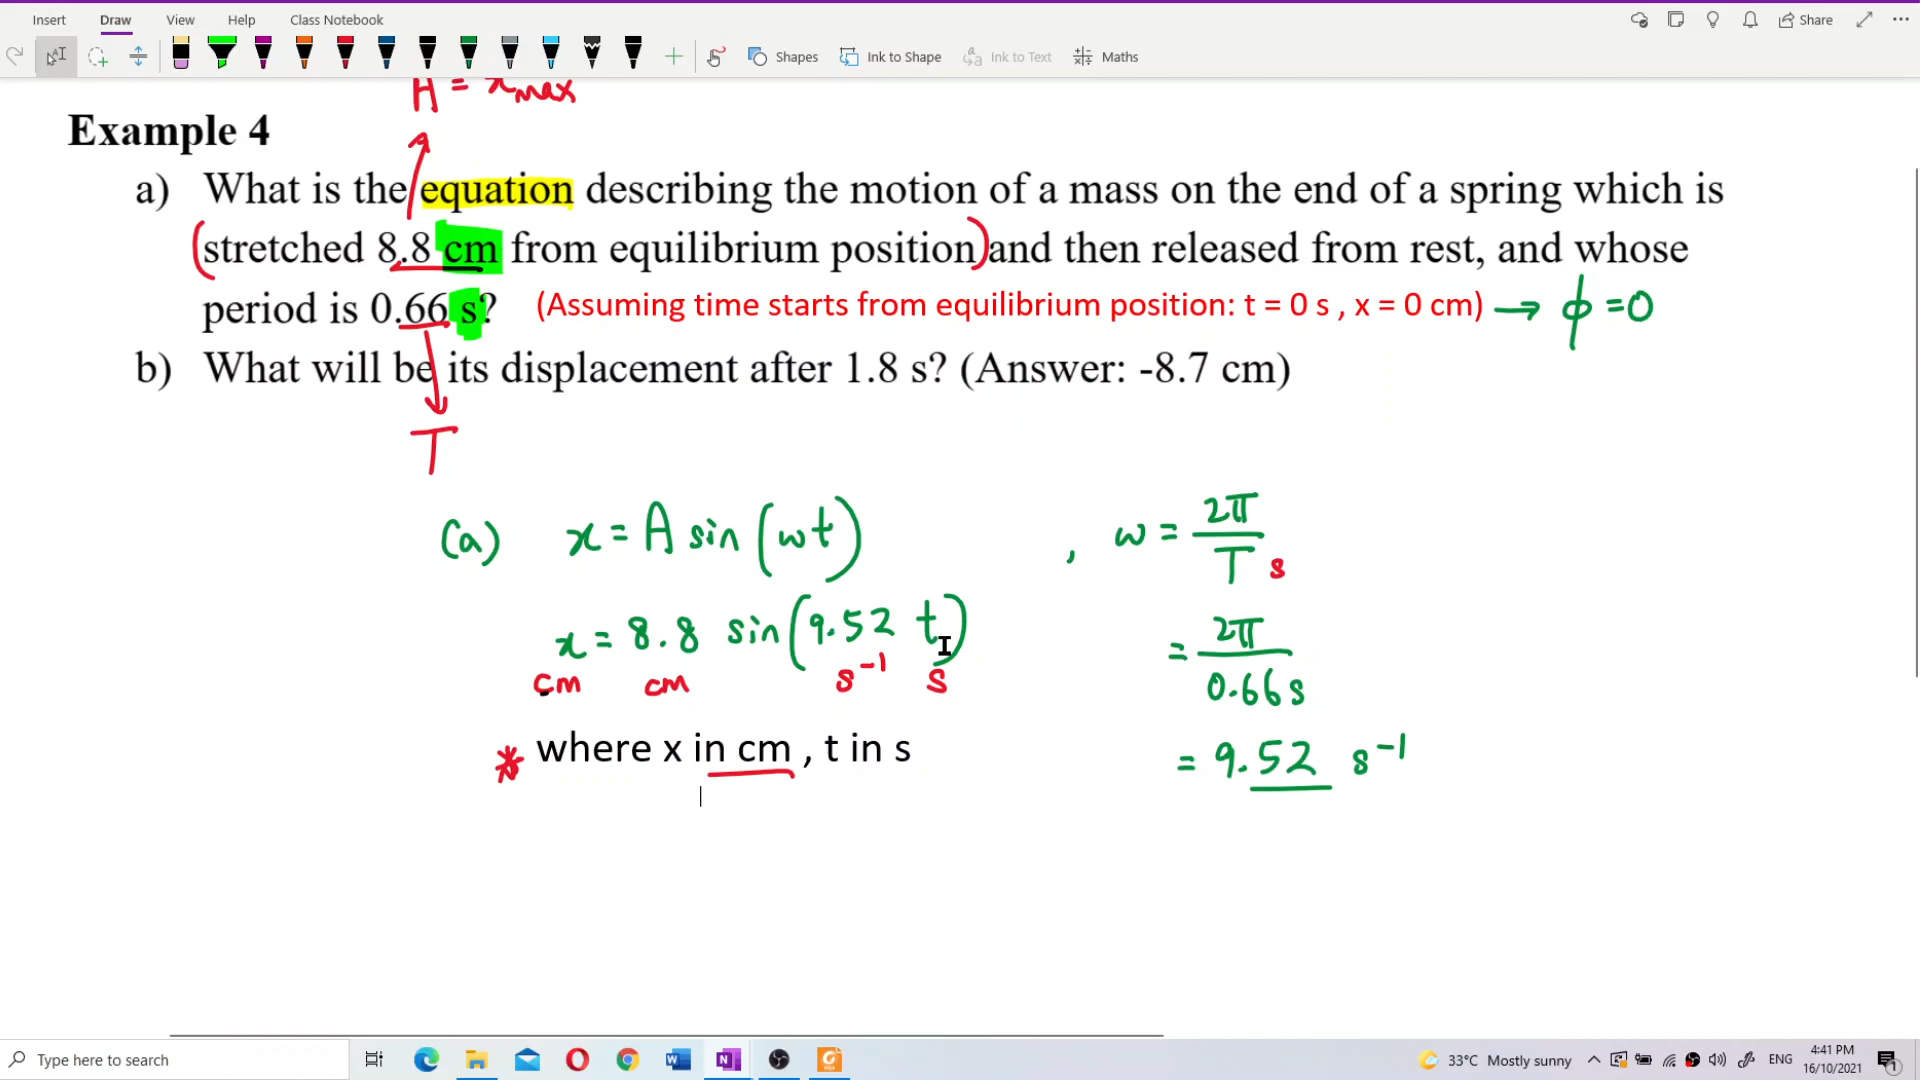 Insert Draw View Help Class Notebook Share
Shapes Ink to Shape Ink to Text Maths
A = xmax
Example 4
a) What is the equation describing the motion of a mass on the end of a spring which is
(stretched 8.8 cm from equilibrium position) and then released from rest, and whose
period is 0.66 s? (Assuming time starts from equilibrium position: t = 0 s , x = 0 cm) → ϕ = 0
b) What will be its displacement after 1.8 s? (Answer: -8.7 cm)
T
(a) x = A sin (ωt) , ω = 2π / T s
x = 8.8 sin (9.52 t) = 2π / 0.66 s
cm cm s⁻¹ s
* where x in cm , t in s = 9.52 s⁻¹
Type here to search 33°C Mostly sunny ENG 4:41 PM
16/10/2021